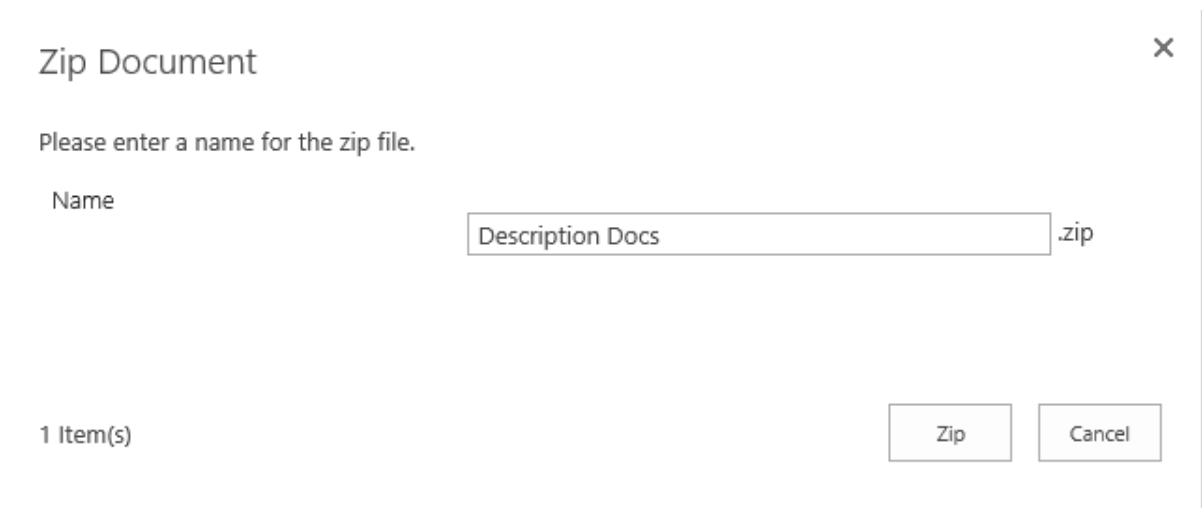 Zip Document
Please enter a name for the zip file.
Name
Description Docs .zip
1 Item(s) Zip Cancel